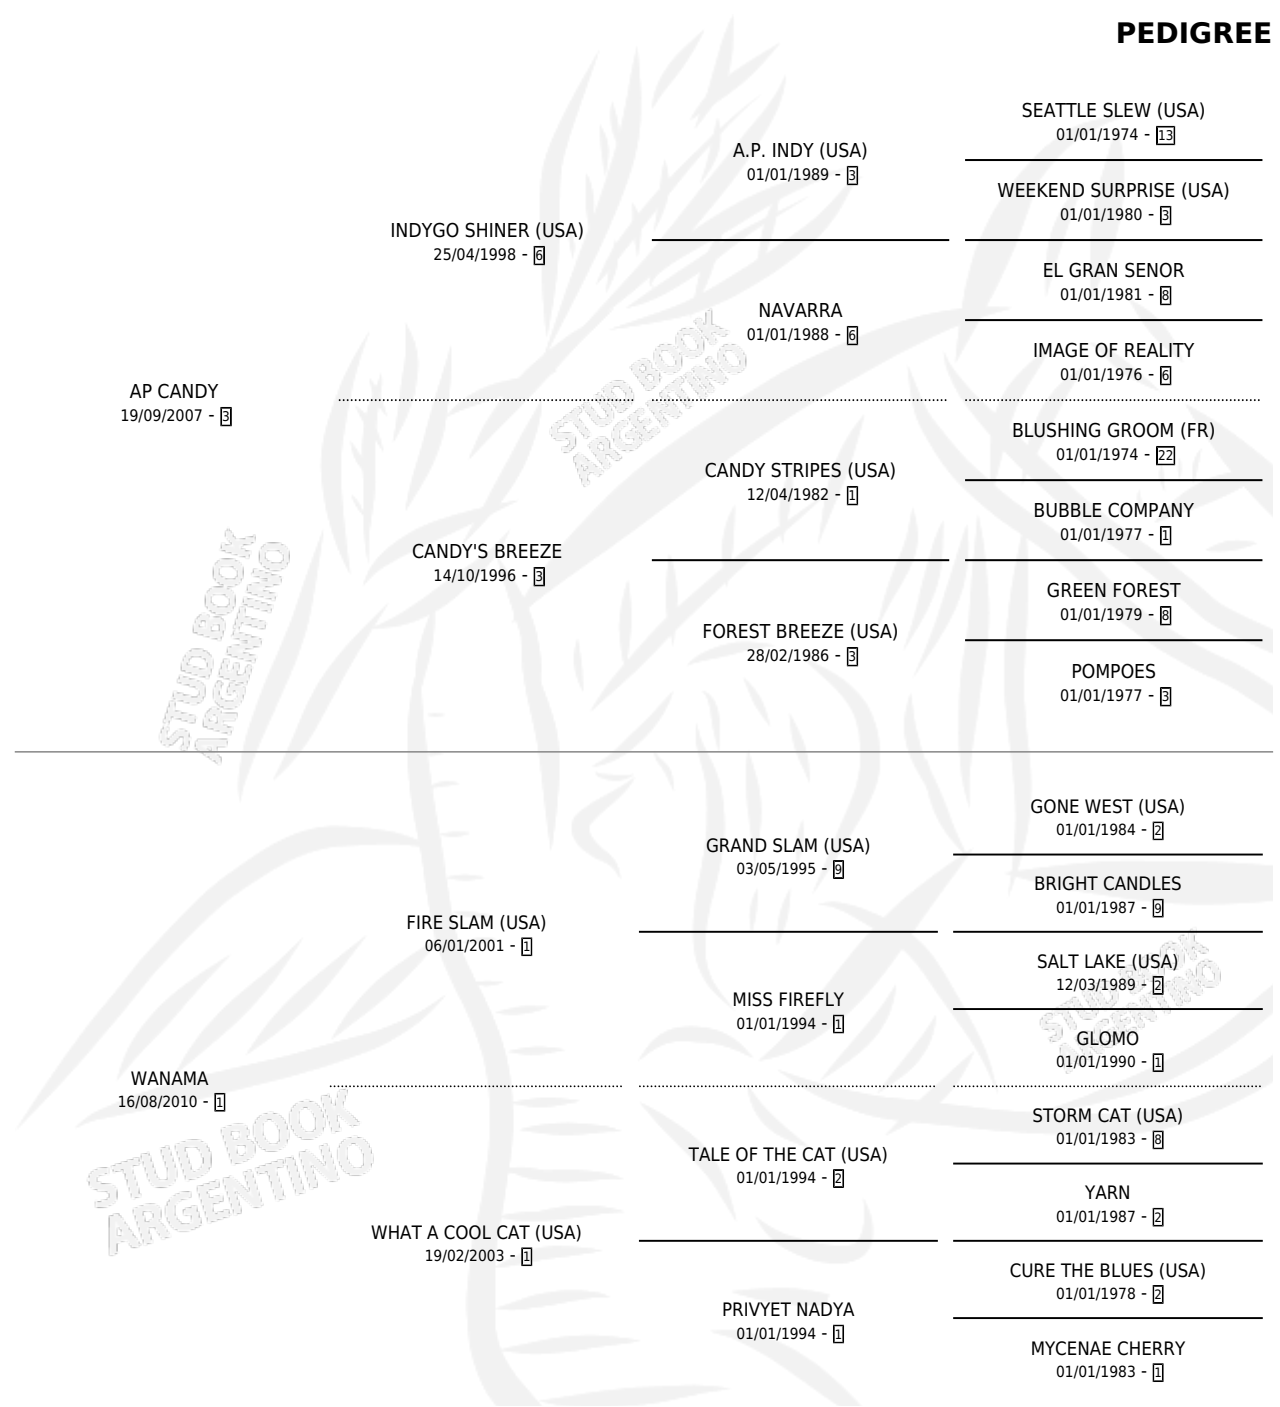 PEDIGREE
SEATTLE SLEW (USA)
01/01/1974 - 13
A.P. INDY (USA)
01/01/1989 - 3
WEEKEND SURPRISE (USA)
01/01/1980 - 3
INDYGO SHINER (USA)
25/04/1998 - 6
EL GRAN SENOR
01/01/1981 - 8
NAVARRA
01/01/1988 - 6
IMAGE OF REALITY
01/01/1976 - 6
AP CANDY
19/09/2007 - 3
BLUSHING GROOM (FR)
01/01/1974 - 22
CANDY STRIPES (USA)
12/04/1982 - 1
BUBBLE COMPANY
01/01/1977 - 1
CANDY'S BREEZE
14/10/1996 - 3
GREEN FOREST
01/01/1979 - 8
FOREST BREEZE (USA)
28/02/1986 - 3
POMPOES
01/01/1977 - 3
GONE WEST (USA)
01/01/1984 - 2
GRAND SLAM (USA)
03/05/1995 - 9
BRIGHT CANDLES
01/01/1987 - 9
FIRE SLAM (USA)
06/01/2001 - 1
SALT LAKE (USA)
12/03/1989 - 2
MISS FIREFLY
01/01/1994 - 1
GLOMO
01/01/1990 - 1
WANAMA
16/08/2010 - 1
STORM CAT (USA)
01/01/1983 - 8
TALE OF THE CAT (USA)
01/01/1994 - 2
YARN
01/01/1987 - 2
WHAT A COOL CAT (USA)
19/02/2003 - 1
CURE THE BLUES (USA)
01/01/1978 - 2
PRIVYET NADYA
01/01/1994 - 1
MYCENAE CHERRY
01/01/1983 - 1
STUD BOOK
ARGENTINO
STUD BOOK
ARGENTINO
STUD BOOK
ARGENTINO
STUD BOOK
ARGENTINO